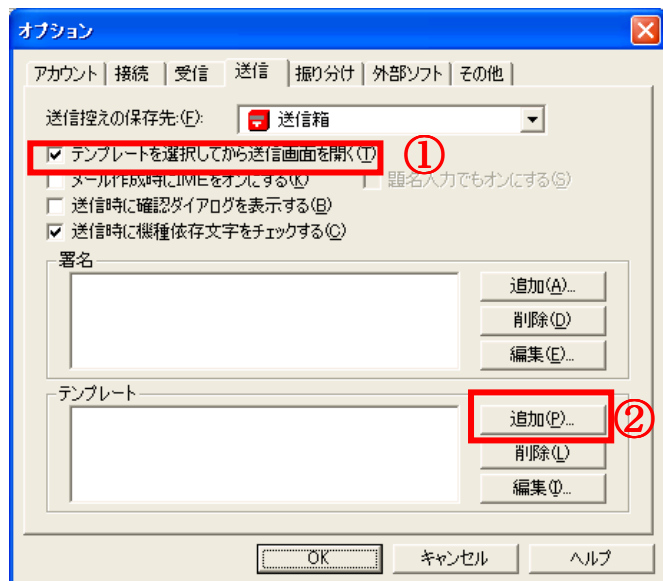 オプション
アカウント 接続 受信 送信 振り分け 外部ソフト その他
送信控えの保存先:(F): 送信箱
テンプレートを選択してから送信画面を開く(T) ①
メール作成時にIMEをオンにする(K) 題名入力でもオンにする(S)
送信時に確認ダイアログを表示する(B)
送信時に機種依存文字をチェックする(C)
署名
追加(A)...
削除(D)
編集(E)...
テンプレート
追加(P)... ②
削除(L)
編集(I)...
OK キャンセル ヘルプ